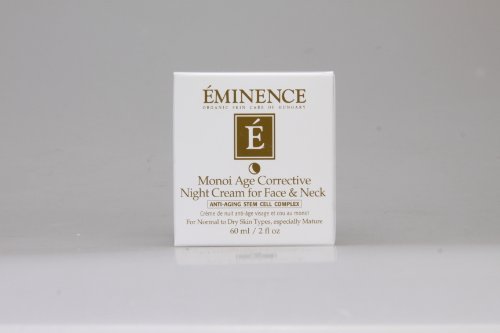 ÉMINENCE
ORGANIC SKIN CARE OF HUNGARY
É
Monoi Age Corrective
Night Cream for Face & Neck
ANTI-AGING STEM CELL COMPLEX
Crème de nuit anti-âge visage et cou au monoï
For Normal to Dry Skin Types, especially Mature
60 ml / 2 fl oz